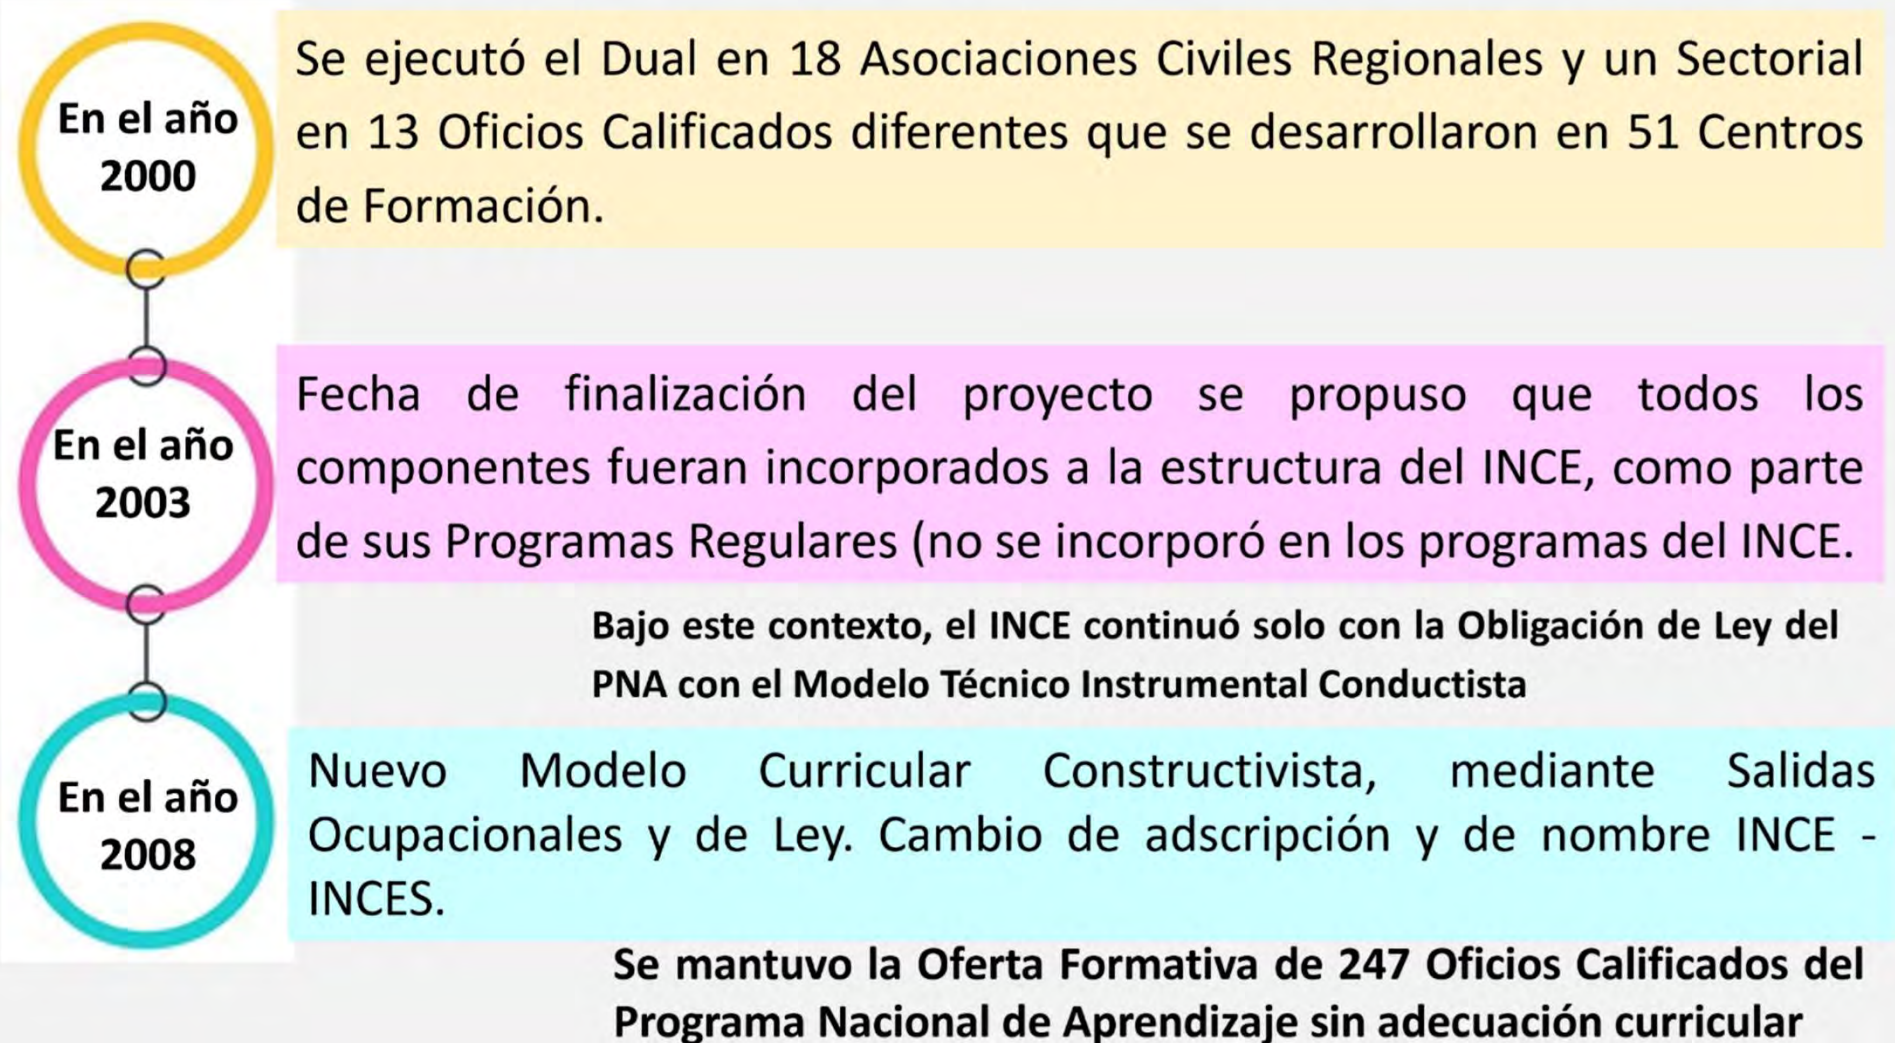 En el año
2000
Se ejecutó el Dual en 18 Asociaciones Civiles Regionales y un Sectorial
en 13 Oficios Calificados diferentes que se desarrollaron en 51 Centros
de Formación.
En el año
2003
Fecha de finalización del proyecto se propuso que todos los
componentes fueran incorporados a la estructura del INCE, como parte
de sus Programas Regulares (no se incorporó en los programas del INCE.
Bajo este contexto, el INCE continuó solo con la Obligación de Ley del
PNA con el Modelo Técnico Instrumental Conductista
En el año
2008
Nuevo Modelo Curricular Constructivista, mediante Salidas
Ocupacionales y de Ley. Cambio de adscripción y de nombre INCE -
INCES.
Se mantuvo la Oferta Formativa de 247 Oficios Calificados del
Programa Nacional de Aprendizaje sin adecuación curricular